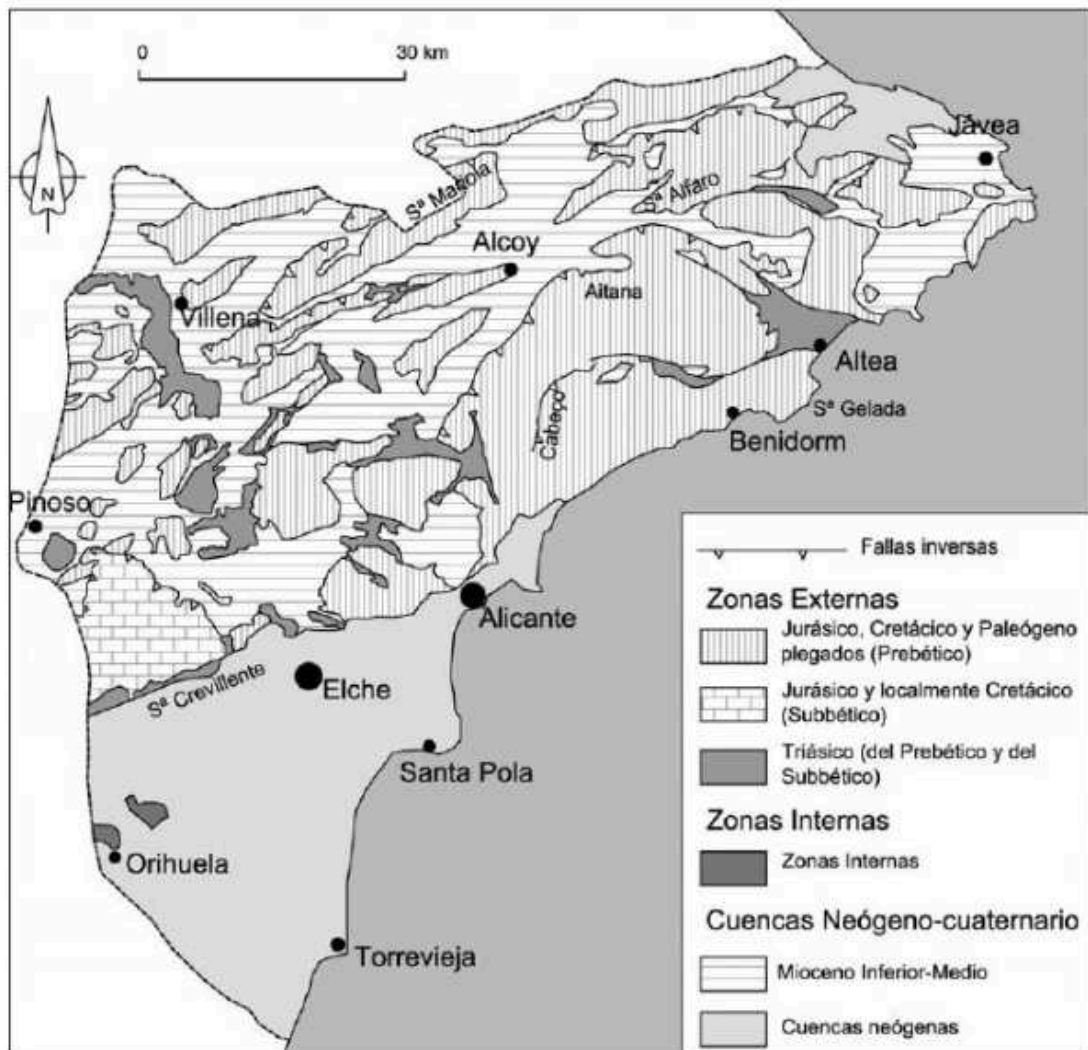 0 30 km
N
Jávea
Sª Mariola
Sª Alfaro
Alcoy
Aitana
Villena
Altea
Sª Gelada
Cabeço
Benidorm
Pinoso
Alicante
Sª Crevillente
Elche
Santa Pola
Orihuela
Torrevieja
Fallas inversas
Zonas Externas
Jurásico, Cretácico y Paleógeno
plegados (Prebético)
Jurásico y localmente Cretácico
(Subbético)
Triásico (del Prebético y del
Subbético)
Zonas Internas
Zonas Internas
Cuencas Neógeno-cuaternario
Mioceno Inferior-Medio
Cuencas neógenas